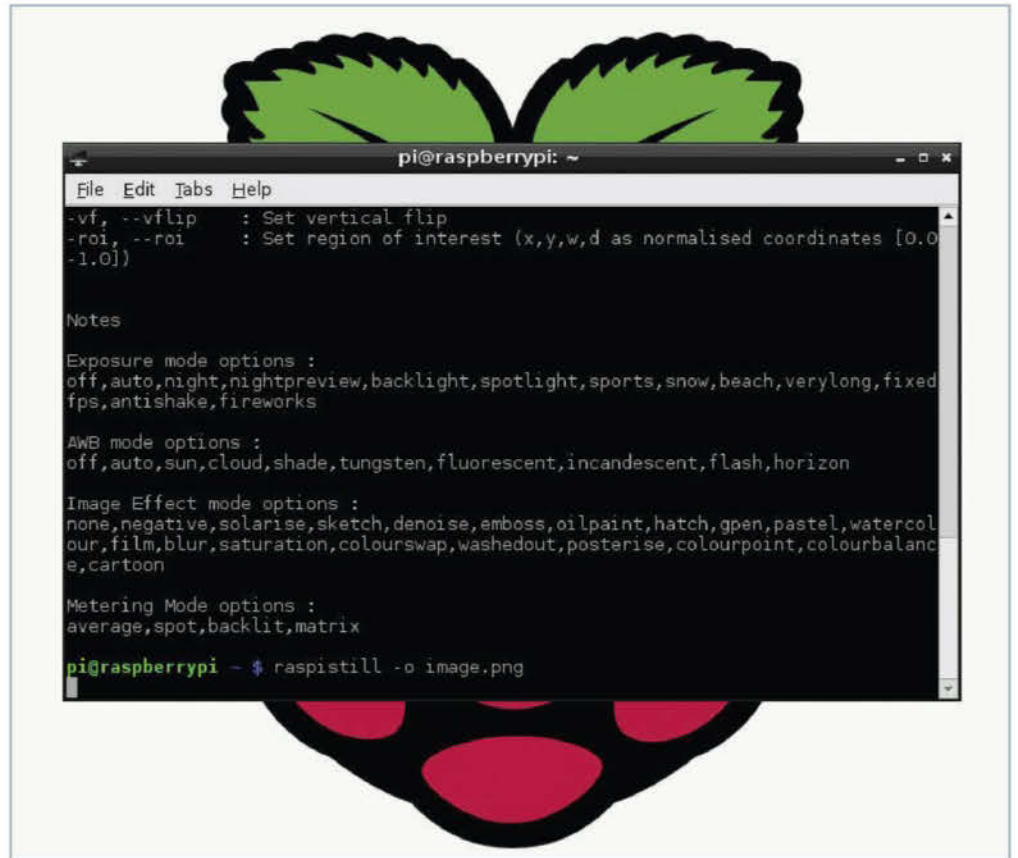 pi@raspberrypi: ~
File Edit Tabs Help
-vf, --vflip    : Set vertical flip
-roi, --roi     : Set region of interest (x,y,w,d as normalised coordinates [0.0
-1.0])
Notes
Exposure mode options :
off,auto,night,nightpreview,backlight,spotlight,sports,snow,beach,verylong,fixed
fps,antishake,fireworks
AWB mode options :
off,auto,sun,cloud,shade,tungsten,fluorescent,incandescent,flash,horizon
Image Effect mode options :
none,negative,solarise,sketch,denoise,emboss,oilpaint,hatch,gpen,pastel,watercol
our,film,blur,saturation,colourswap,washedout,posterise,colourpoint,colourbalanc
e,cartoon
Metering Mode options :
average,spot,backlit,matrix
pi@raspberrypi ~ $ raspistill -o image.png